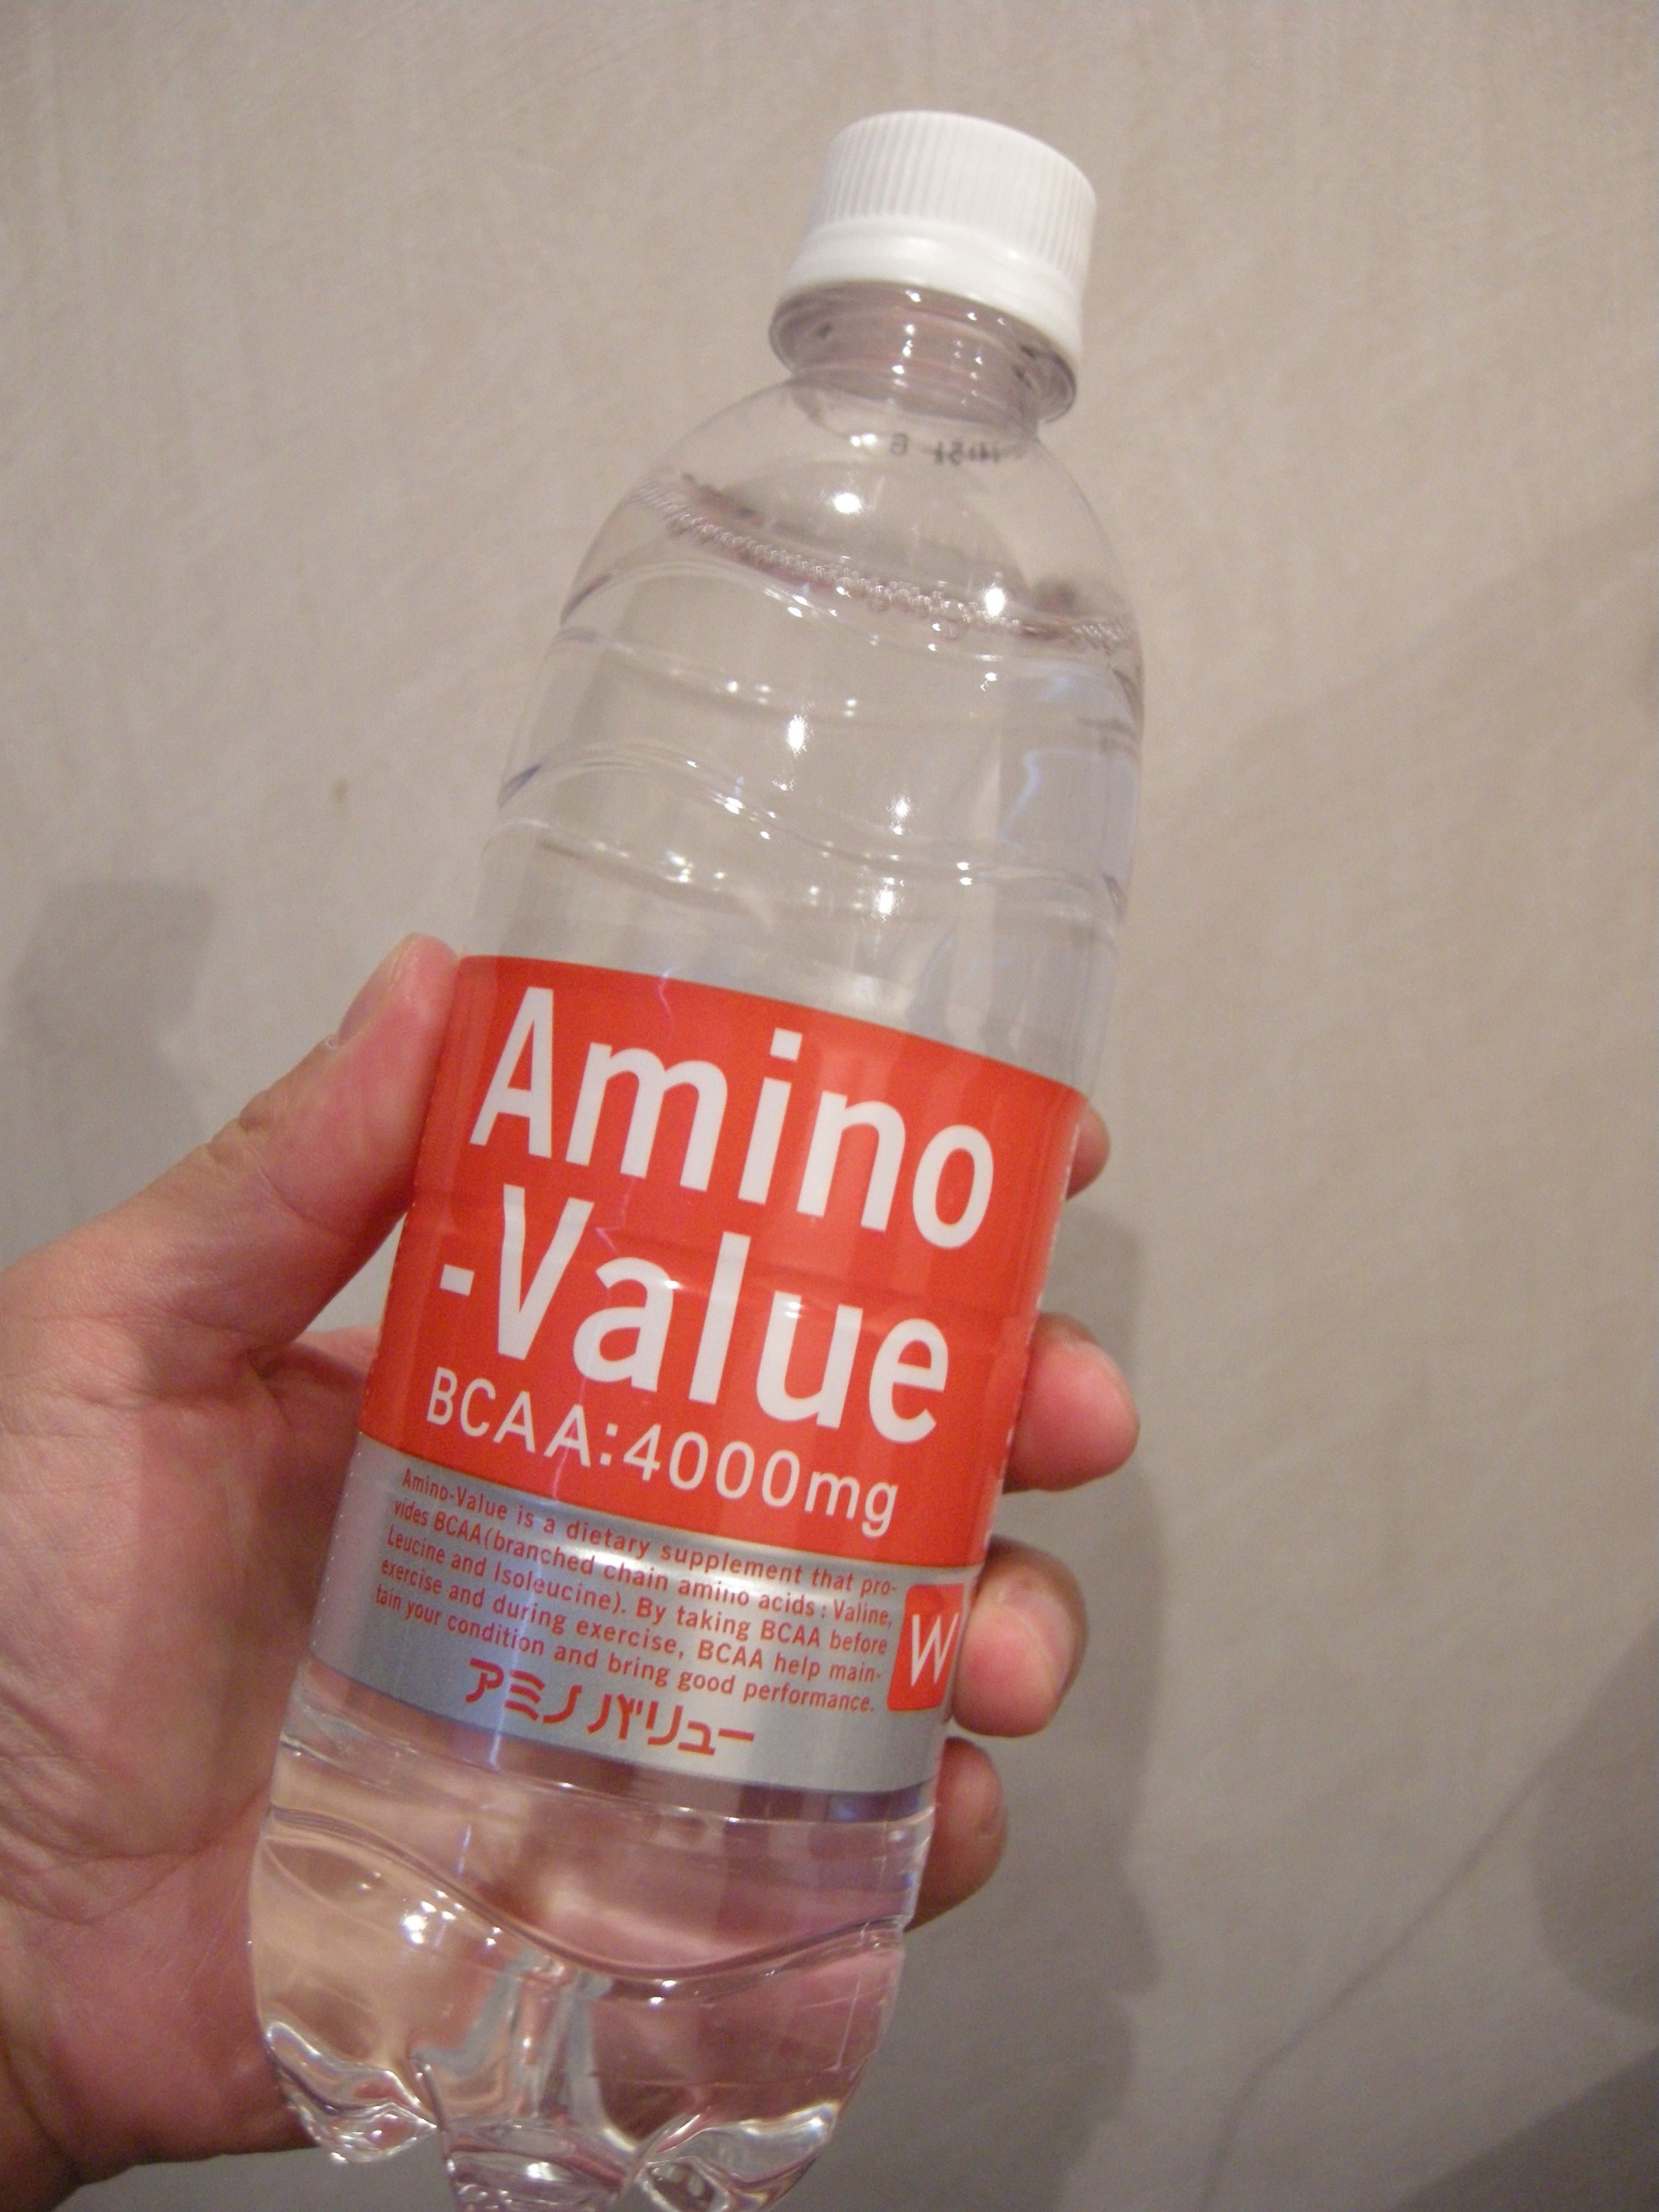 Amino
-Value
BCAA:4000mg
Amino-Value is a dietary supplement that pro-
vides BCAA(branched chain amino acids : Valine,
Leucine and Isoleucine). By taking BCAA before
exercise and during exercise, BCAA help main-
tain your condition and bring good performance.
W
アミノバリュー